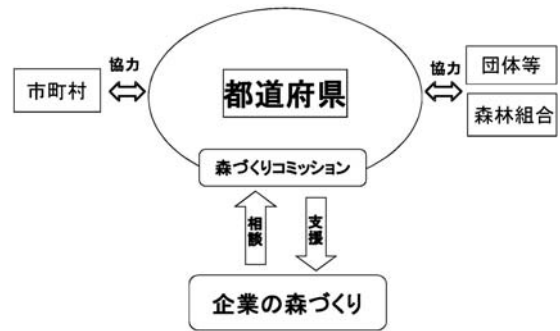 市町村
協力
都道府県
協力
団体等
森林組合
森づくりコミッション
相談
支援
企業の森づくり